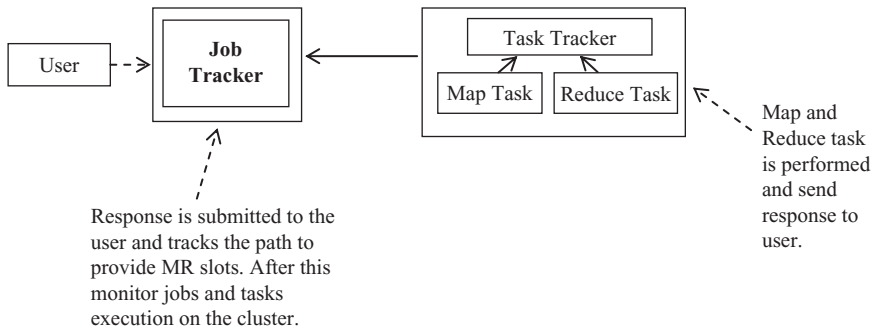 User
Job
Tracker
Task Tracker
Map Task
Reduce Task
Map and
Reduce task
is performed
and send
response to
user.
Response is submitted to the
user and tracks the path to
provide MR slots. After this
monitor jobs and tasks
execution on the cluster.